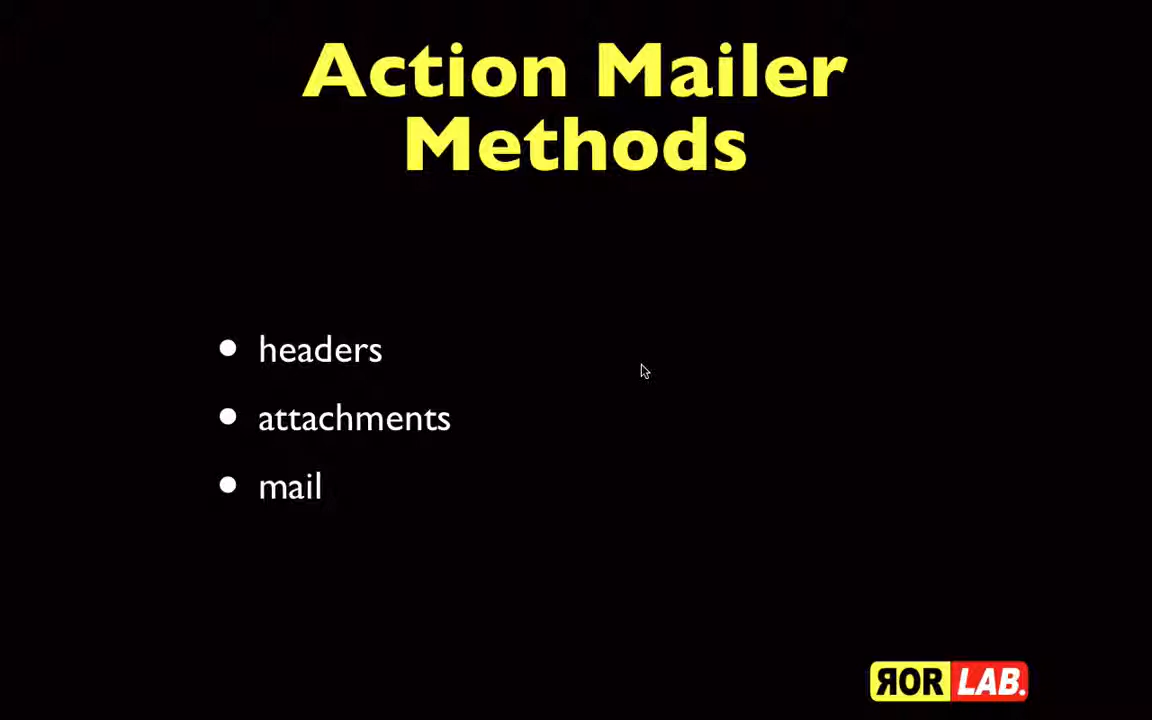 Action Mailer
Methods
headers
attachments
mail
ЯOR LAB.